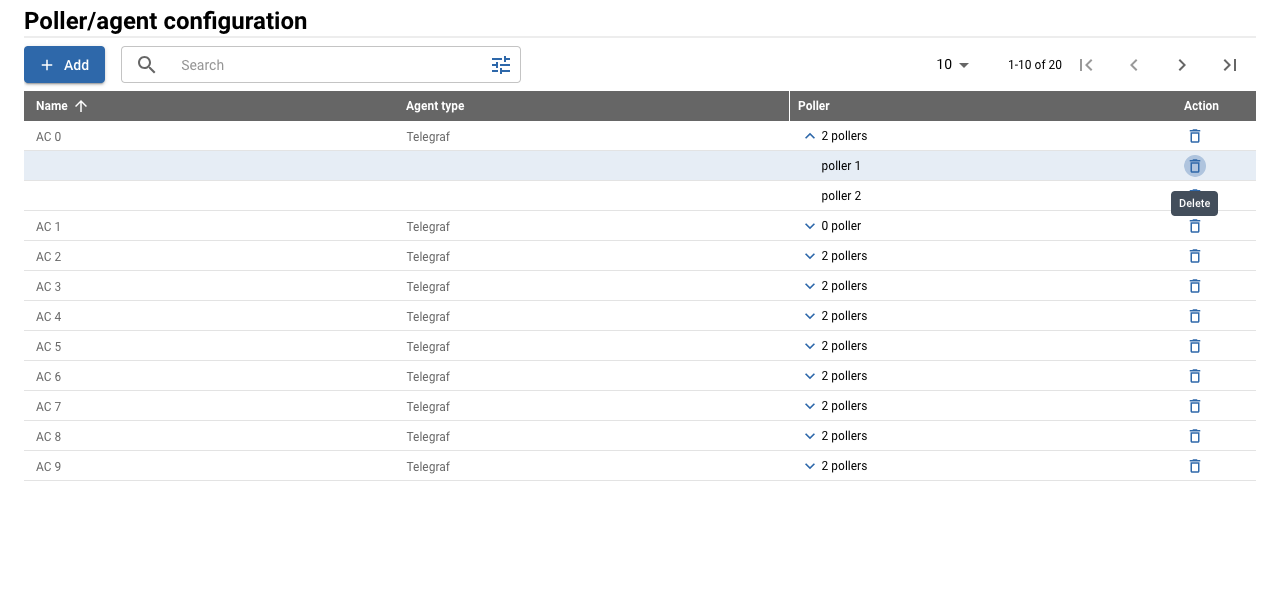 Poller/agent configuration
Add Search 10 1-10 of 20
Name Agent type Poller Action
AC 0 Telegraf 2 pollers
poller 1
poller 2
Delete
AC 1 Telegraf 0 poller
AC 2 Telegraf 2 pollers
AC 3 Telegraf 2 pollers
AC 4 Telegraf 2 pollers
AC 5 Telegraf 2 pollers
AC 6 Telegraf 2 pollers
AC 7 Telegraf 2 pollers
AC 8 Telegraf 2 pollers
AC 9 Telegraf 2 pollers